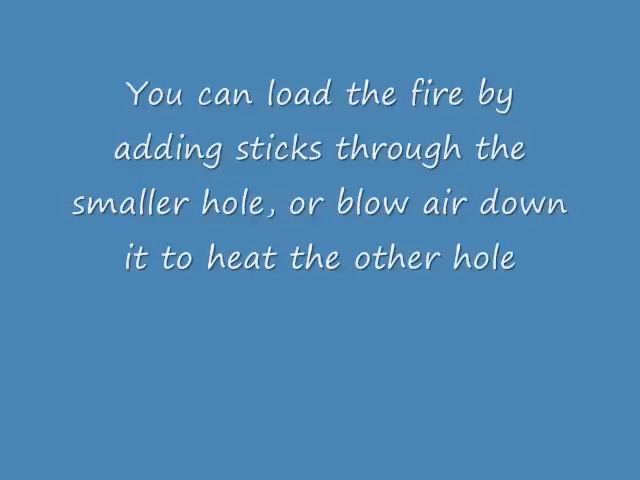 You can load the fire by
adding sticks through the
smaller hole, or blow air down
it to heat the other hole